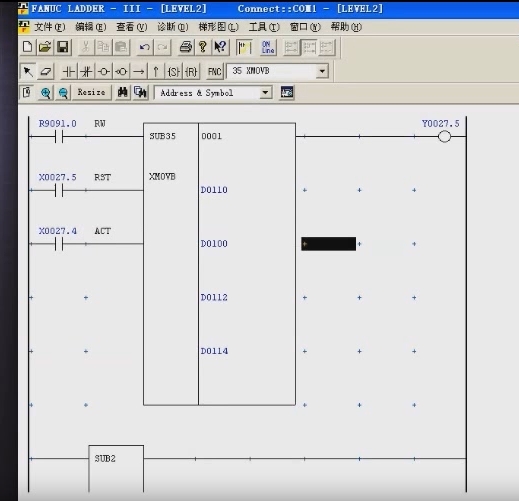 FANUC LADDER - III - [LEVEL2] Connect::COM1 - [LEVEL2]
文件(F) 编辑(E) 查看(V) 诊断(D) 梯形图(L) 工具(T) 窗口(W) 帮助(H)
ON Line
(S) (R) FNC 35 XMOVB
Resize Address & Symbol
R9091.0 RW Y0027.5
SUB35 0001
X0027.5 RST XMOVB
D0110
X0027.4 ACT
D0100
D0112
D0114
SUB2